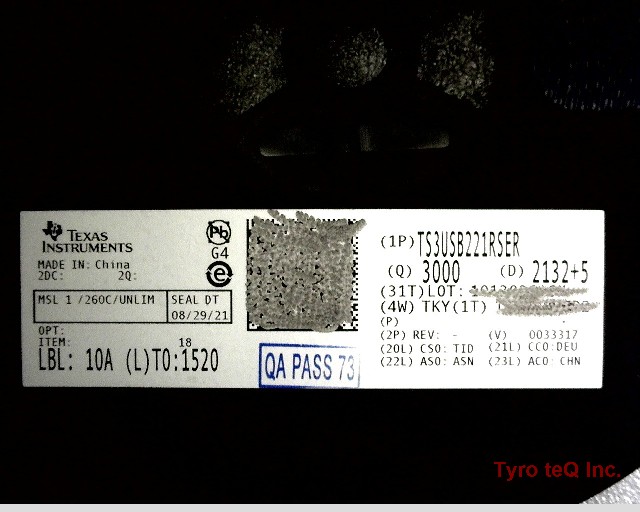 TEXAS
INSTRUMENTS
MADE IN: China
2DC: 2Q:
Pb
G4
e
MSL 1 /260C/UNLIM
SEAL DT
08/29/21
OPT:
ITEM: 18
LBL: 10A (L)TO:1520
QA PASS 73
(1P) TS3USB221RSER
(Q) 3000 (D) 2132+5
(31T) LOT:
(4W) TKY(1T)
(P)
(2P) REV: - (V) 0033317
(20L) CSO: TID (21L) CCO:DEU
(22L) ASO: ASN (23L) ACO: CHN
Tyro teQ Inc.